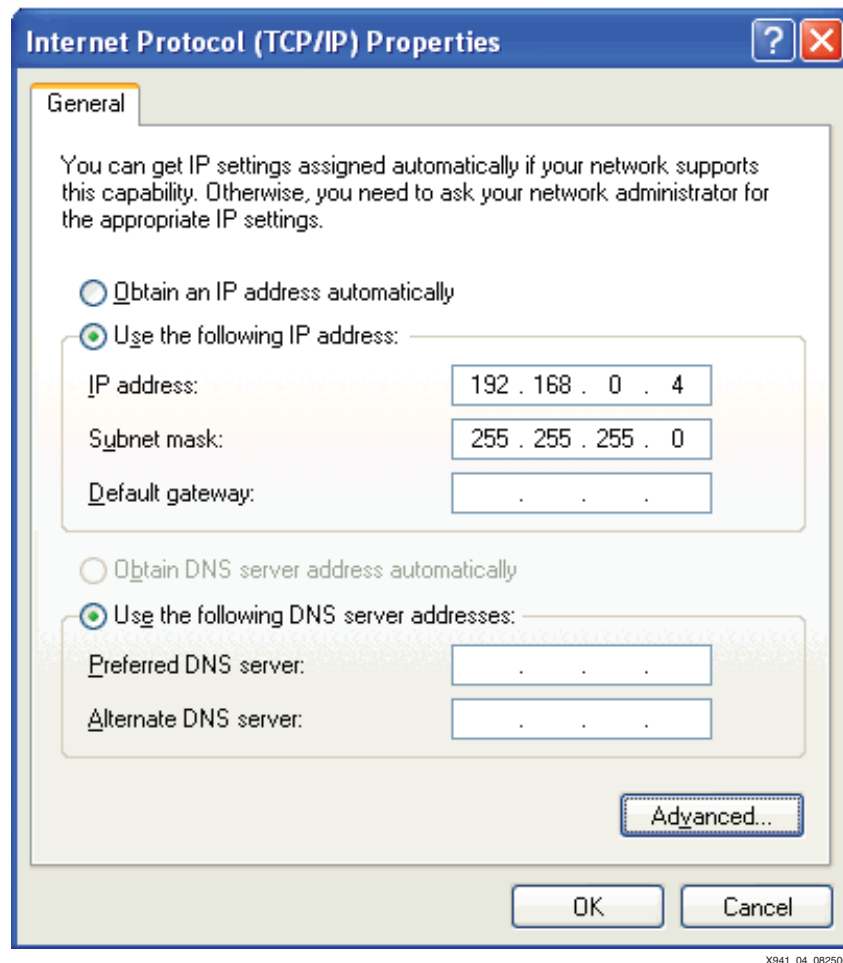 Internet Protocol (TCP/IP) Properties
General
You can get IP settings assigned automatically if your network supports
this capability. Otherwise, you need to ask your network administrator for
the appropriate IP settings.
Obtain an IP address automatically
Use the following IP address:
IP address: 192 . 168 . 0 . 4
Subnet mask: 255 . 255 . 255 . 0
Default gateway: . . .
Obtain DNS server address automatically
Use the following DNS server addresses:
Preferred DNS server: . . .
Alternate DNS server: . . .
Advanced...
OK Cancel